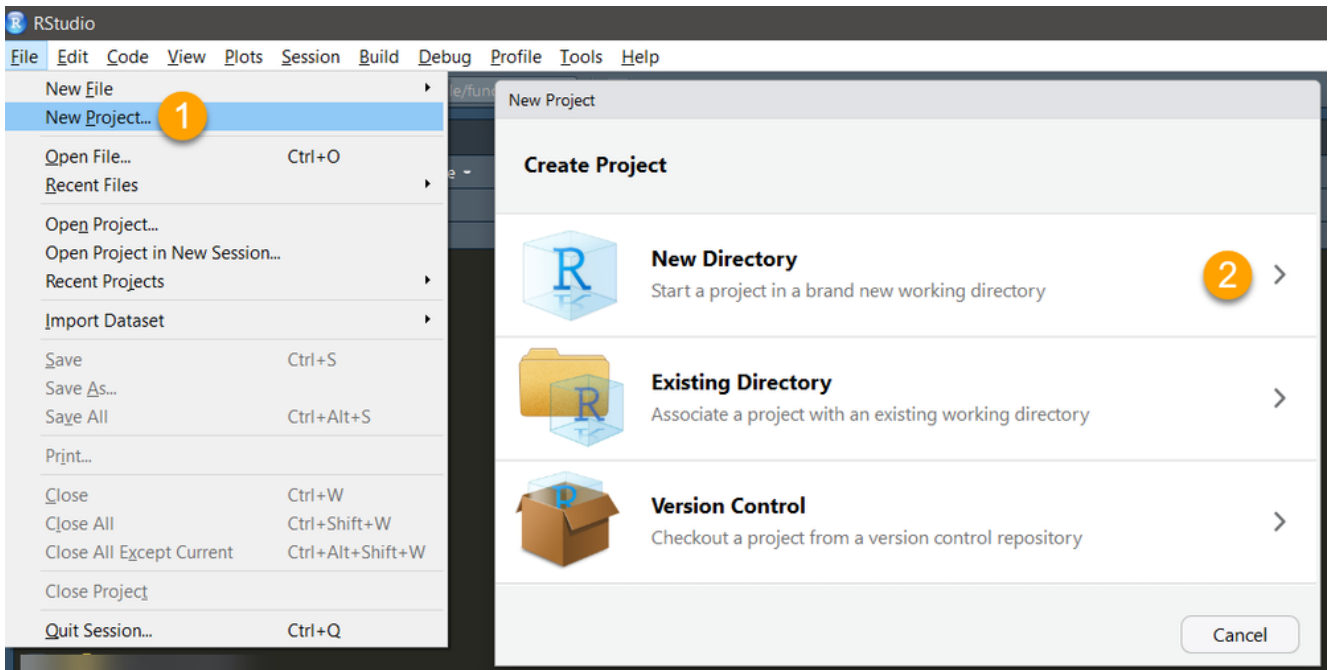 RStudio
File Edit Code View Plots Session Build Debug Profile Tools Help
New File
New Project... 1
Open File... Ctrl+O
Recent Files
Open Project...
Open Project in New Session...
Recent Projects
Import Dataset
Save Ctrl+S
Save As...
Save All Ctrl+Alt+S
Print...
Close Ctrl+W
Close All Ctrl+Shift+W
Close All Except Current Ctrl+Alt+Shift+W
Close Project
Quit Session... Ctrl+Q
New Project
Create Project
R
New Directory
Start a project in a brand new working directory
2
R
Existing Directory
Associate a project with an existing working directory
Version Control
Checkout a project from a version control repository
Cancel